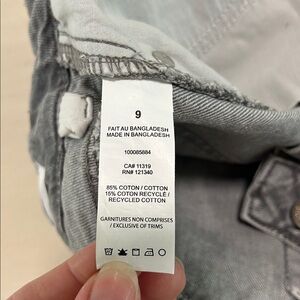 9
FAIT AU BANGLADESH
MADE IN BANGLADESH
100085884
CA# 11319
RN# 121340
85% COTON / COTTON
15% COTON RECYCLÉ /
RECYCLED COTTON
GARNITURES NON COMPRISES
/ EXCLUSIVE OF TRIMS